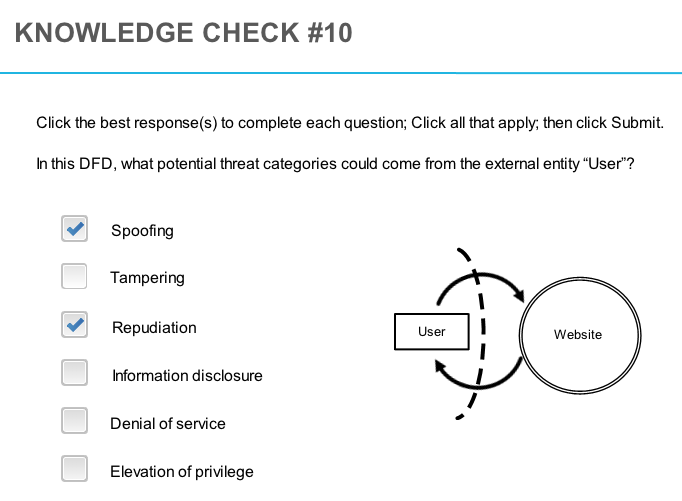 KNOWLEDGE CHECK #10
Click the best response(s) to complete each question; Click all that apply; then click Submit.
In this DFD, what potential threat categories could come from the external entity “User”?
Spoofing
Tampering
Repudiation
Information disclosure
Denial of service
Elevation of privilege
User
Website